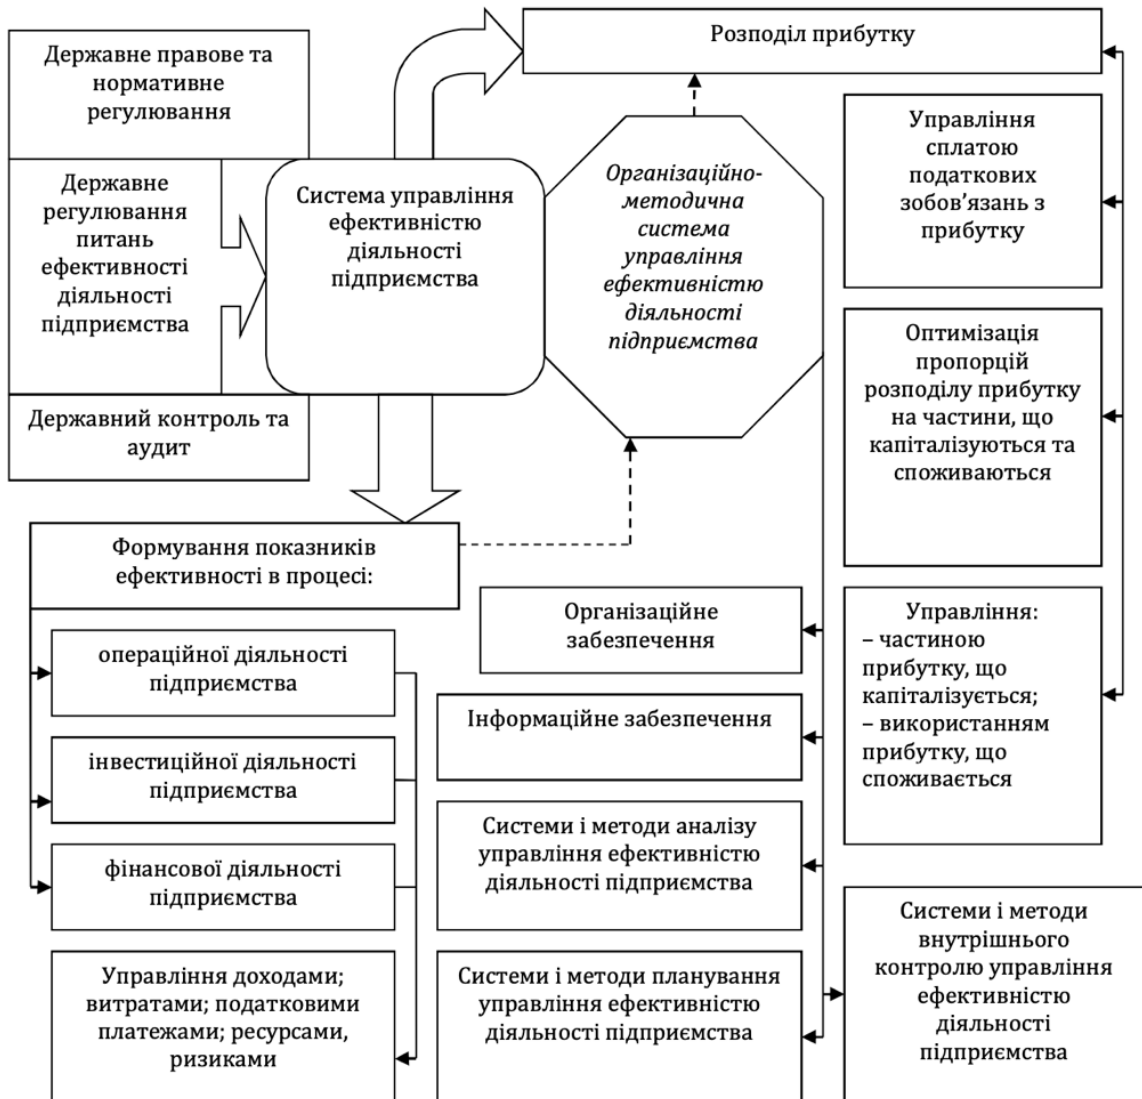 Державне правове та
нормативне
регулювання
Державне
регулювання
питань
ефективності
діяльності
підприємства
Державний контроль та
аудит
Система управління
ефективністю
діяльності
підприємства
Розподіл прибутку
Організаційно-
методична
система
управління
ефективністю
діяльності
підприємства
Управління
сплатою
податкових
зобов’язань з
прибутку
Оптимізація
пропорцій
розподілу прибутку
на частини, що
капіталізуються та
споживаються
Управління:
– частиною
прибутку, що
капіталізується;
– використанням
прибутку, що
споживається
Формування показників
ефективності в процесі:
операційної діяльності
підприємства
інвестиційної діяльності
підприємства
фінансової діяльності
підприємства
Управління доходами;
витратами; податковими
платежами; ресурсами,
ризиками
Організаційне
забезпечення
Інформаційне забезпечення
Системи і методи аналізу
управління ефективністю
діяльності підприємства
Системи і методи планування
управління ефективністю
діяльності підприємства
Системи і методи
внутрішнього
контролю управління
ефективністю
діяльності
підприємства